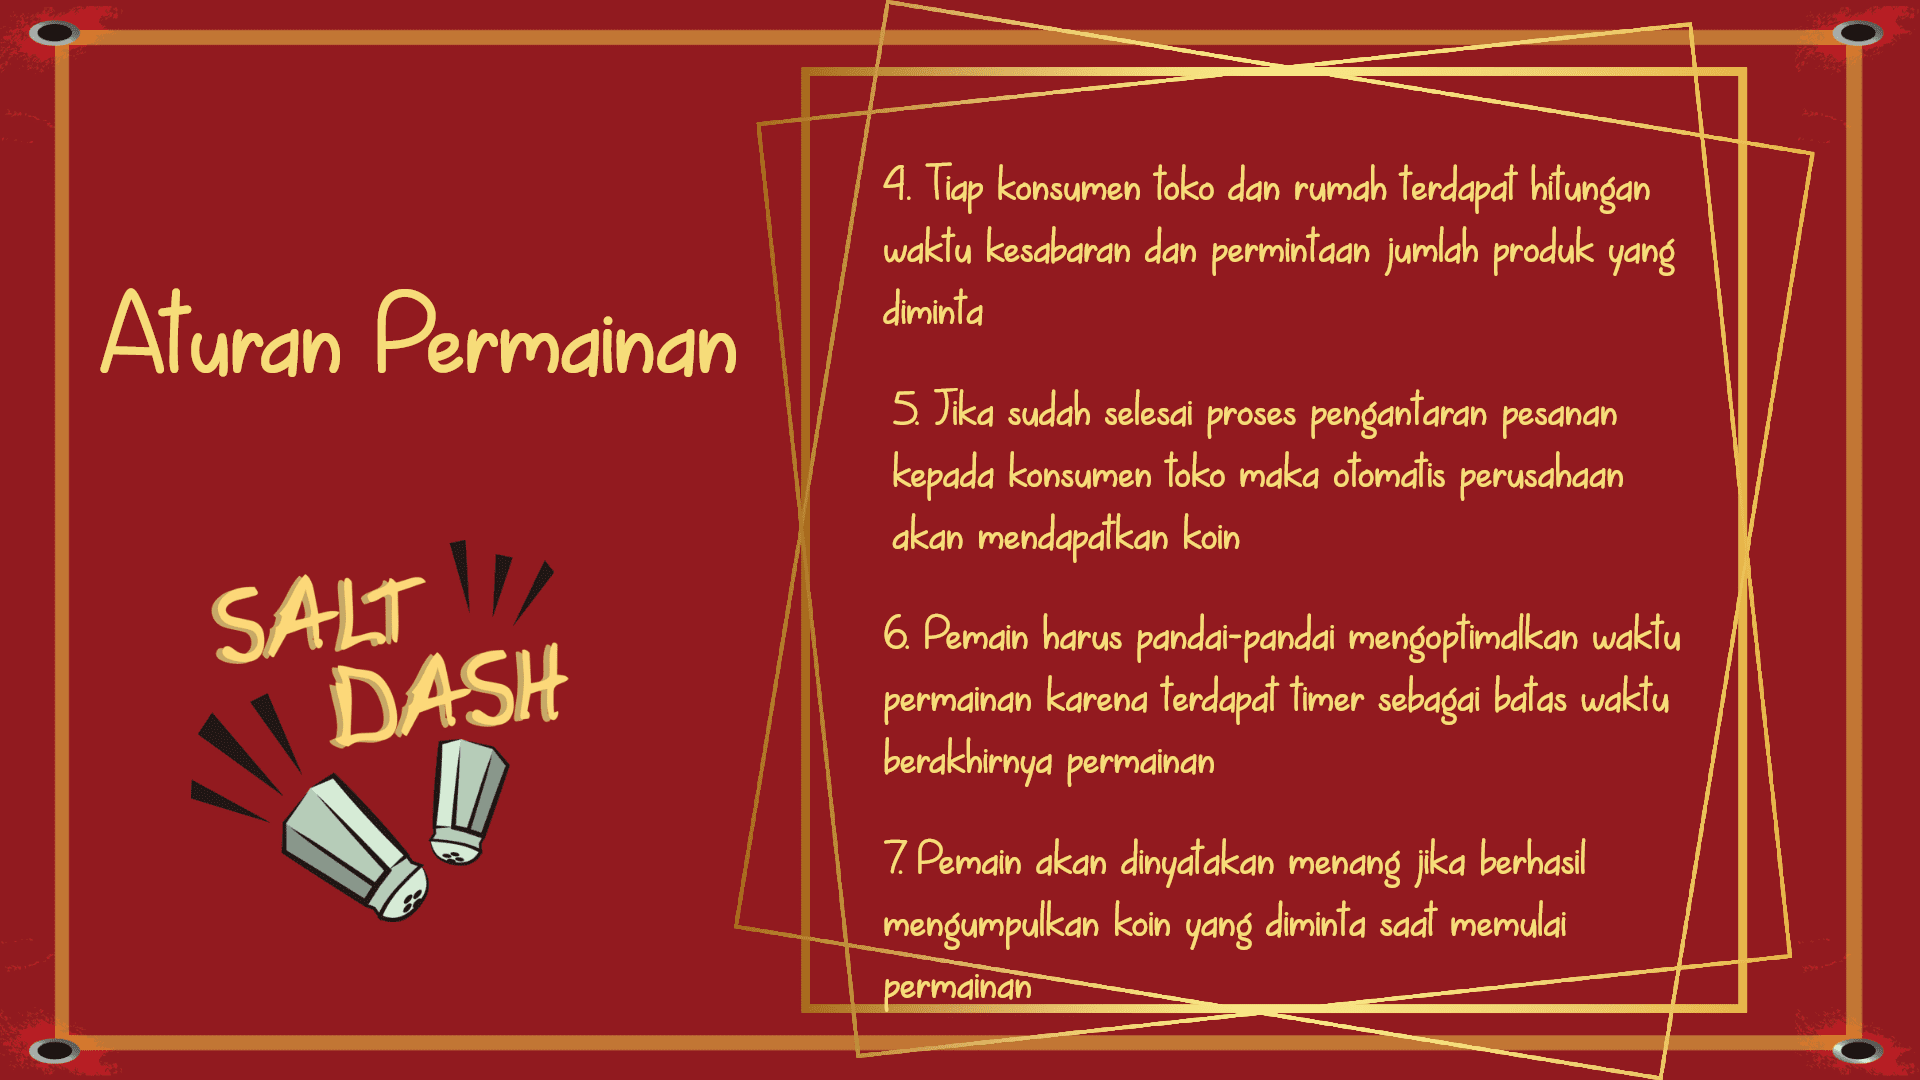 Aturan Permainan
SALT
DASH
4. Tiap konsumen toko dan rumah terdapat hitungan
waktu kesabaran dan permintaan jumlah produk yang
diminta
5. Jika sudah selesai proses pengantaran pesanan
kepada konsumen toko maka otomatis perusahaan
akan mendapatkan koin
6. Pemain harus pandai-pandai mengoptimalkan waktu
permainan karena terdapat timer sebagai batas waktu
berakhirnya permainan
7. Pemain akan dinyatakan menang jika berhasil
mengumpulkan koin yang diminta saat memulai
permainan